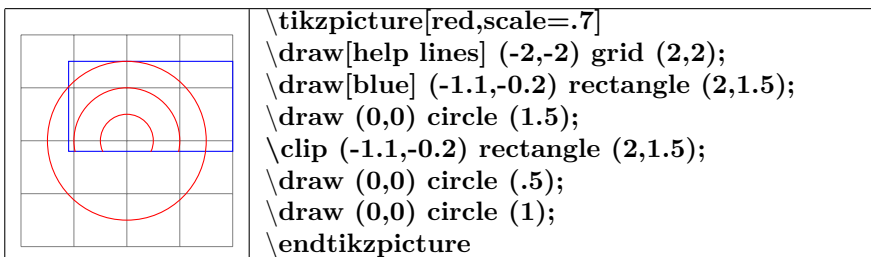 \tikzpicture[red,scale=.7]
\draw[help lines] (-2,-2) grid (2,2);
\draw[blue] (-1.1,-0.2) rectangle (2,1.5);
\draw (0,0) circle (1.5);
\clip (-1.1,-0.2) rectangle (2,1.5);
\draw (0,0) circle (.5);
\draw (0,0) circle (1);
\endtikzpicture